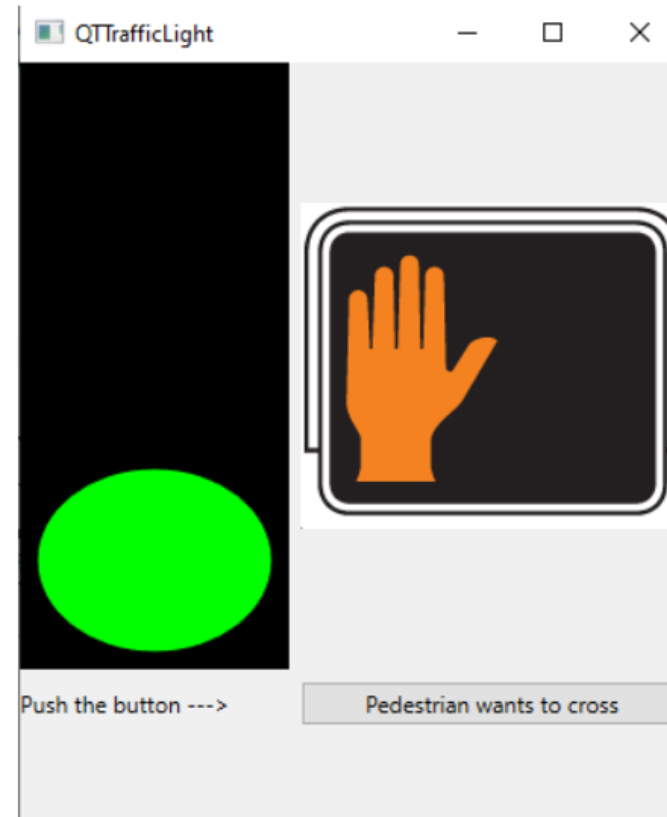 QTTrafficLight
Push the button --->
Pedestrian wants to cross